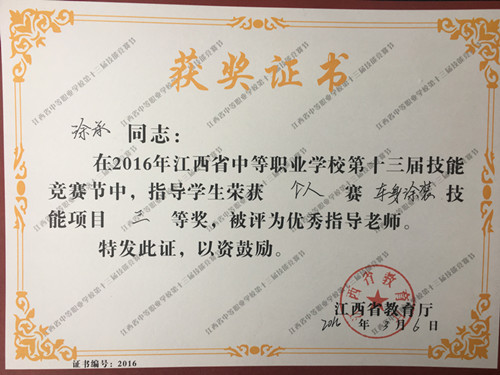 获奖证书
涂承 同志：
在2016年江西省中等职业学校第十三届技能
竞赛节中，指导学生荣获 个人 赛 车身涂装 技
能项目 三 等奖，被评为优秀指导老师。
特发此证，以资鼓励。
江西省教育厅
2016 年 3 月 6 日
证书编号：2016